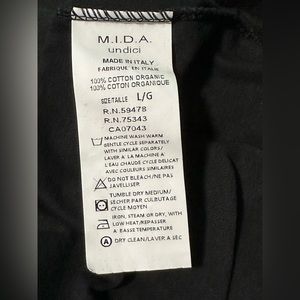 M.I.D.A.
undici
MADE IN ITALY
FABRIQUE EN ITALIE
100% COTTON ORGANIC
100% COTON ORGANIQUE
SIZE/TAILLE L/G
R.N.59478
R.N.75343
CA07043
MACHINE WASH WARM
GENTLE CYCLE SEPARATELY
WITH SIMILAR COLORS/
LAVER A LA MACHINE A
L'EAU CHAUDE CYCLE DELICAT
AVEC COULEURS SIMILAIRES
DO NOT BLEACH/NE PAS
JAVELLISER
TUMBLE DRY MEDIUM/
SECHER PAR CULBUTAGE
CYCLE MOYEN
IRON, STEAM OR DRY, WITH
LOW HEAT/REPASSER
A BASSE TEMPERATURE
A DRY CLEAN/LAVER A SEC